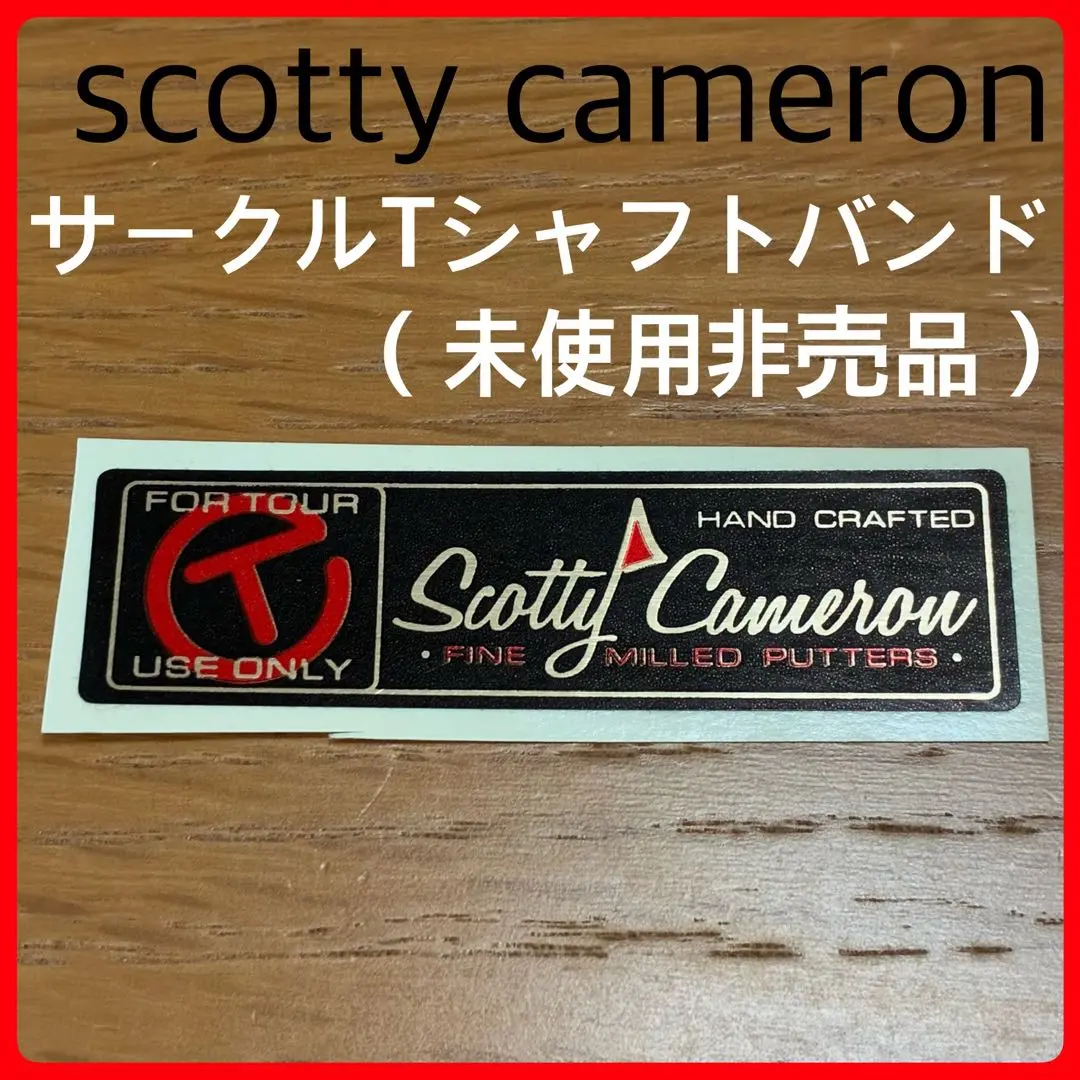 scotty cameron
サークルTシャフトバンド
（未使用非売品）
FOR TOUR
T
USE ONLY
HAND CRAFTED
Scotty Cameron
・FINE MILLED PUTTERS・